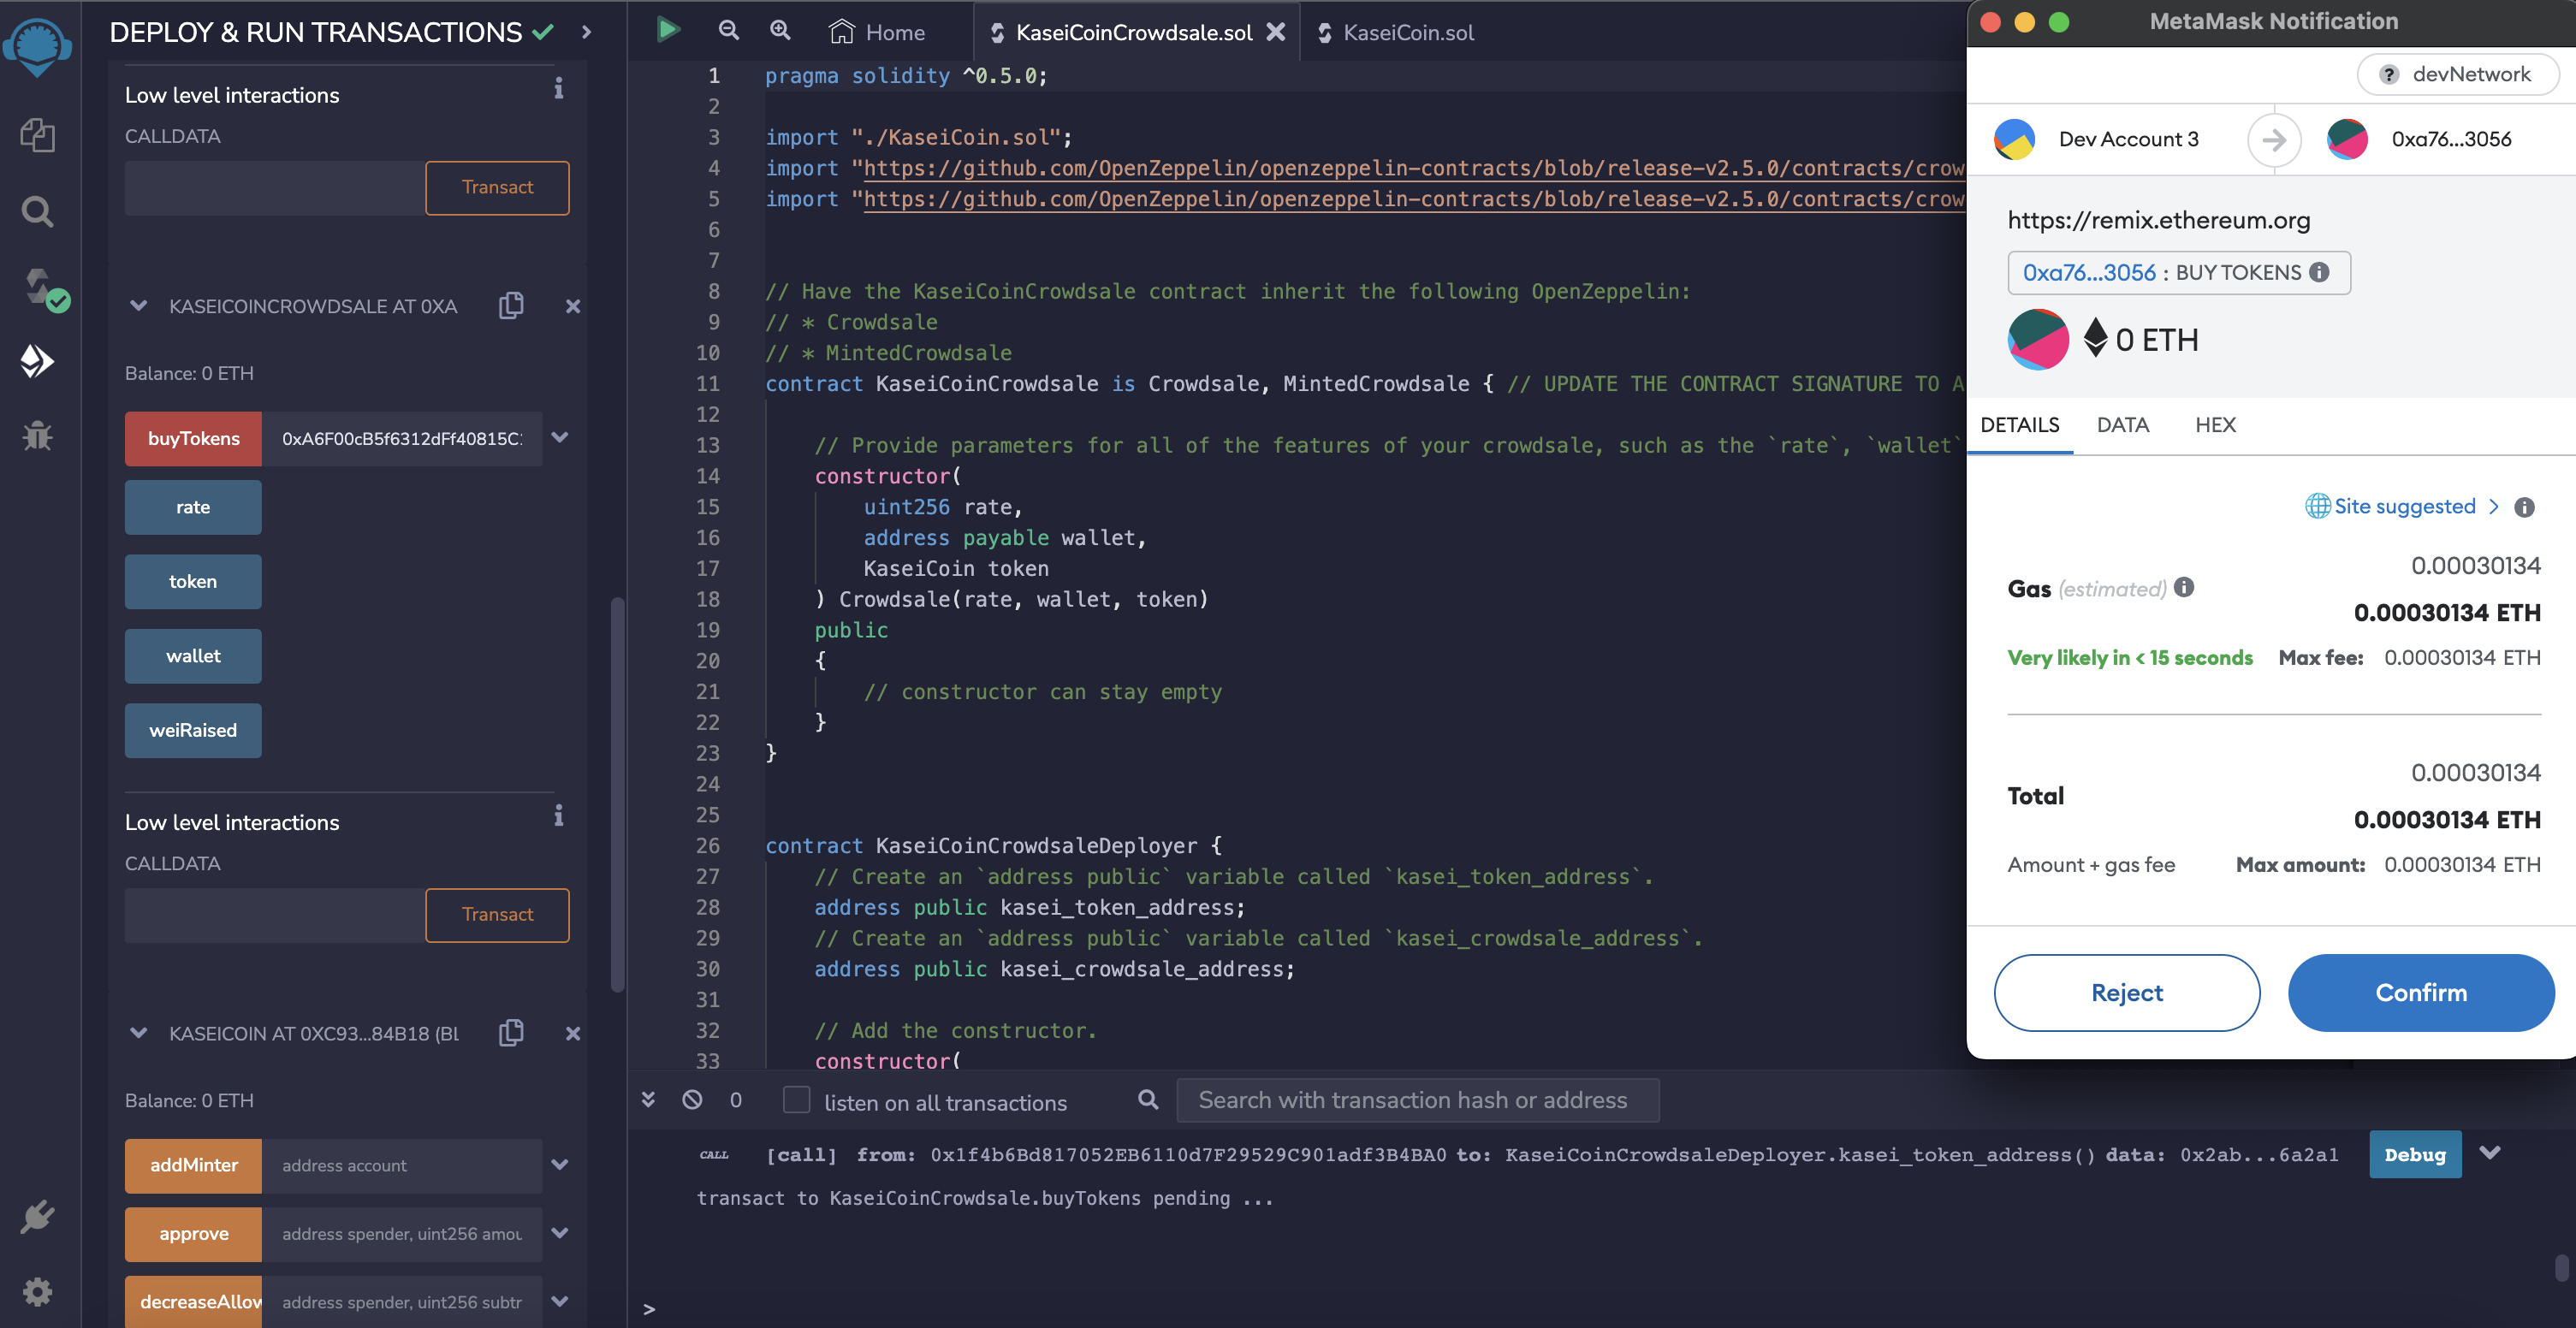 DEPLOY & RUN TRANSACTIONS
Low level interactions
CALLDATA
Transact
KASEICOINCROWDSALE AT 0XA
Balance: 0 ETH
buyTokens 0xA6F00cB5f6312dFf40815C
rate
token
wallet
weiRaised
Low level interactions
CALLDATA
Transact
KASEICOIN AT 0XC93...84B18 (BL
Balance: 0 ETH
addMinter address account
approve address spender, uint256 amou
decreaseAllow address spender, uint256 subtr
Home KaseiCoinCrowdsale.sol KaseiCoin.sol
1 pragma solidity ^0.5.0;
2
3 import "./KaseiCoin.sol";
4 import "https://github.com/OpenZeppelin/openzeppelin-contracts/blob/release-v2.5.0/contracts/crow
5 import "https://github.com/OpenZeppelin/openzeppelin-contracts/blob/release-v2.5.0/contracts/crow
6
7
8 // Have the KaseiCoinCrowdsale contract inherit the following OpenZeppelin:
9 // * Crowdsale
10 // * MintedCrowdsale
11 contract KaseiCoinCrowdsale is Crowdsale, MintedCrowdsale { // UPDATE THE CONTRACT SIGNATURE TO A
12
13 // Provide parameters for all of the features of your crowdsale, such as the `rate`, `wallet`
14 constructor(
15 uint256 rate,
16 address payable wallet,
17 KaseiCoin token
18 ) Crowdsale(rate, wallet, token)
19 public
20 {
21 // constructor can stay empty
22 }
23 }
24
25
26 contract KaseiCoinCrowdsaleDeployer {
27 // Create an `address public` variable called `kasei_token_address`.
28 address public kasei_token_address;
29 // Create an `address public` variable called `kasei_crowdsale_address`.
30 address public kasei_crowdsale_address;
31
32 // Add the constructor.
33 constructor(
0 listen on all transactions Search with transaction hash or address
CALL [call] from: 0x1f4b6Bd817052EB6110d7F29529C901adf3B4BA0 to: KaseiCoinCrowdsaleDeployer.kasei_token_address() data: 0x2ab...6a2a1 Debug
transact to KaseiCoinCrowdsale.buyTokens pending ...
>
MetaMask Notification
? devNetwork
Dev Account 3 0xa76...3056
https://remix.ethereum.org
0xa76...3056 : BUY TOKENS
0 ETH
DETAILS DATA HEX
Site suggested >
0.00030134
Gas (estimated) 0.00030134 ETH
Very likely in < 15 seconds Max fee: 0.00030134 ETH
0.00030134
Total 0.00030134 ETH
Amount + gas fee Max amount: 0.00030134 ETH
Reject Confirm